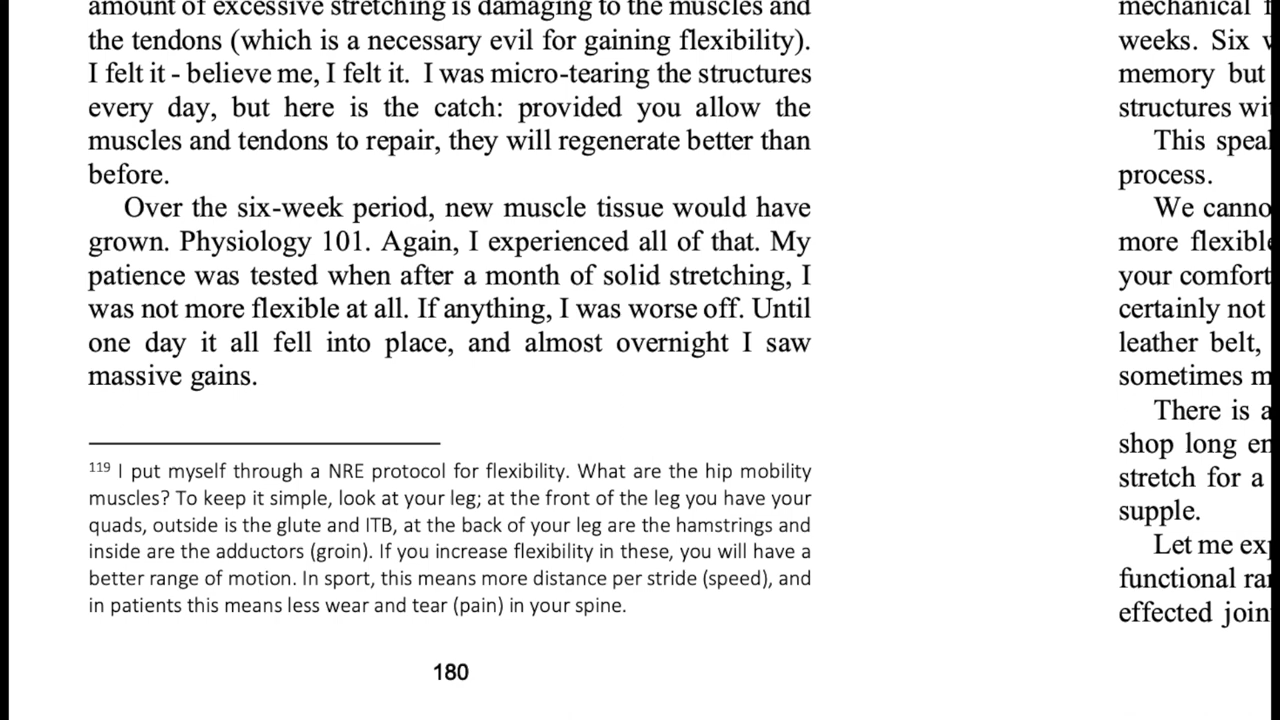 amount of excessive stretching is damaging to the muscles and
the tendons (which is a necessary evil for gaining flexibility).
I felt it - believe me, I felt it. I was micro-tearing the structures
every day, but here is the catch: provided you allow the
muscles and tendons to repair, they will regenerate better than
before.
Over the six-week period, new muscle tissue would have
grown. Physiology 101. Again, I experienced all of that. My
patience was tested when after a month of solid stretching, I
was not more flexible at all. If anything, I was worse off. Until
one day it all fell into place, and almost overnight I saw
massive gains.
119 I put myself through a NRE protocol for flexibility. What are the hip mobility
muscles? To keep it simple, look at your leg; at the front of the leg you have your
quads, outside is the glute and ITB, at the back of your leg are the hamstrings and
inside are the adductors (groin). If you increase flexibility in these, you will have a
better range of motion. In sport, this means more distance per stride (speed), and
in patients this means less wear and tear (pain) in your spine.
180
mechanical
weeks. Six
memory but
structures
This
process.
We
more
your comfort
certainly not
leather belt,
sometimes
There is
shop long
stretch for a
supple.
Let me
functional
effected